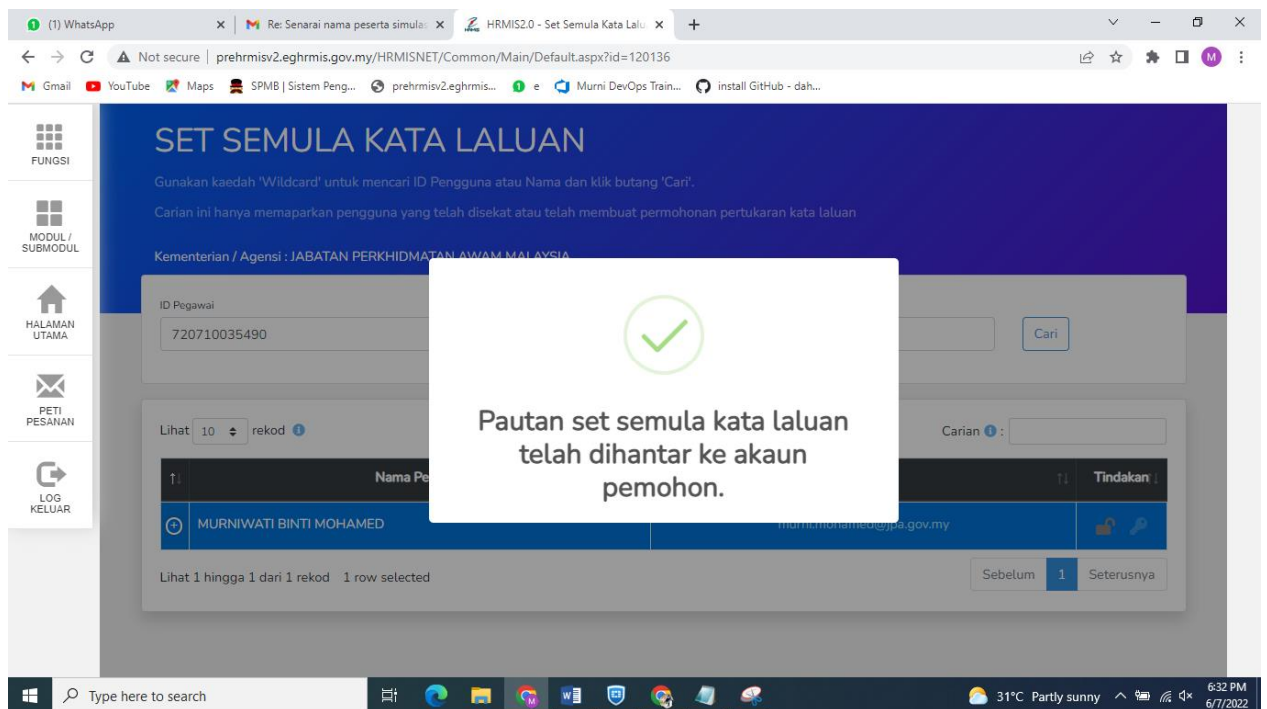 (1) WhatsApp
Re: Senarai nama peserta simulas
HRMIS2.0 - Set Semula Kata Lalu
Not secure | prehrmisv2.eghrmis.gov.my/HRMISNET/Common/Main/Default.aspx?id=120136
M
Gmail YouTube Maps SPMB | Sistem Peng... prehrmisv2.eghrmis... e Murni DevOps Train... install GitHub - dah...
FUNGSI
MODUL /
SUBMODUL
HALAMAN
UTAMA
PETI
PESANAN
LOG
KELUAR
SET SEMULA KATA LALUAN
Gunakan kaedah 'Wildcard' untuk mencari ID Pengguna atau Nama dan klik butang 'Cari'.
Carian ini hanya memaparkan pengguna yang telah disekat atau telah membuat permohonan pertukaran kata laluan
Kementerian / Agensi : JABATAN PERKHIDMATAN AWAM MALAYSIA
ID Pegawai
720710035490
Cari
Pautan set semula kata laluan
telah dihantar ke akaun
pemohon.
Lihat 10 rekod
Carian :
Nama Pe
Tindakan
MURNIWATI BINTI MOHAMED murni.mohamed@jpa.gov.my
Lihat 1 hingga 1 dari 1 rekod 1 row selected
Sebelum 1 Seterusnya
Type here to search
31°C Partly sunny
6:32 PM
6/7/2022